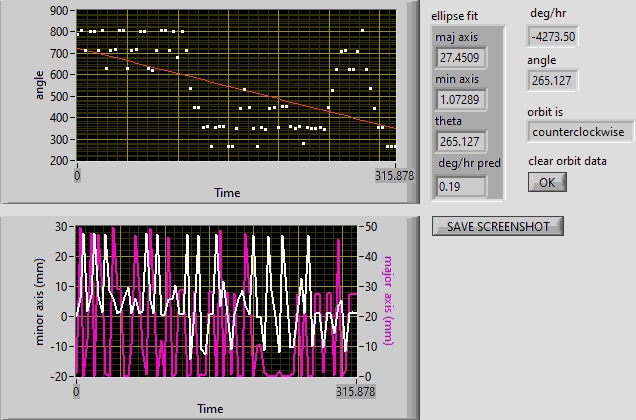 900
800
700
600
500
400
300
200
angle
0
315.878
Time
ellipse fit
maj axis
27.4509
min axis
1.07289
theta
265.127
deg/hr pred
0.19
deg/hr
-4273.50
angle
265.127
orbit is
counterclockwise
clear orbit data
OK
SAVE SCREENSHOT
30
20
10
0
-10
-20
minor axis (mm)
50
40
30
20
10
0
major axis (mm)
0
315.878
Time